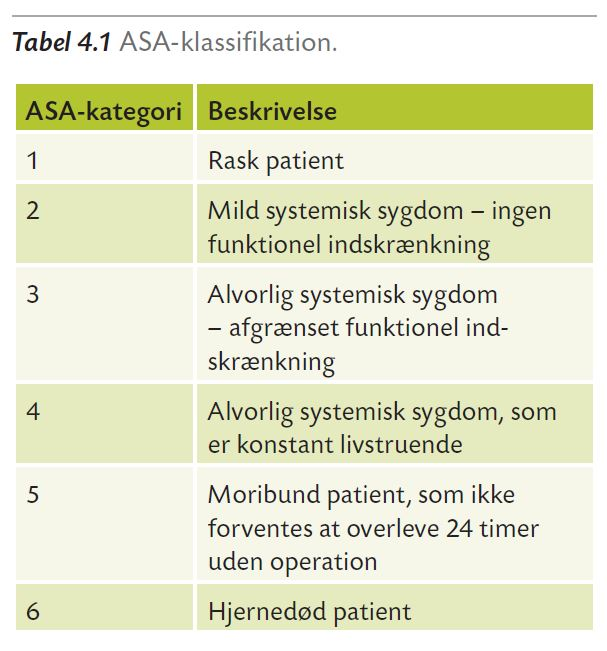 Tabel 4.1 ASA-klassifikation.
ASA-kategori Beskrivelse
1 Rask patient
2 Mild systemisk sygdom – ingen
funktionel indskrænkning
3 Alvorlig systemisk sygdom
– afgrænset funktionel ind-
skrænkning
4 Alvorlig systemisk sygdom, som
er konstant livstruende
5 Moribund patient, som ikke
forventes at overleve 24 timer
uden operation
6 Hjernedød patient